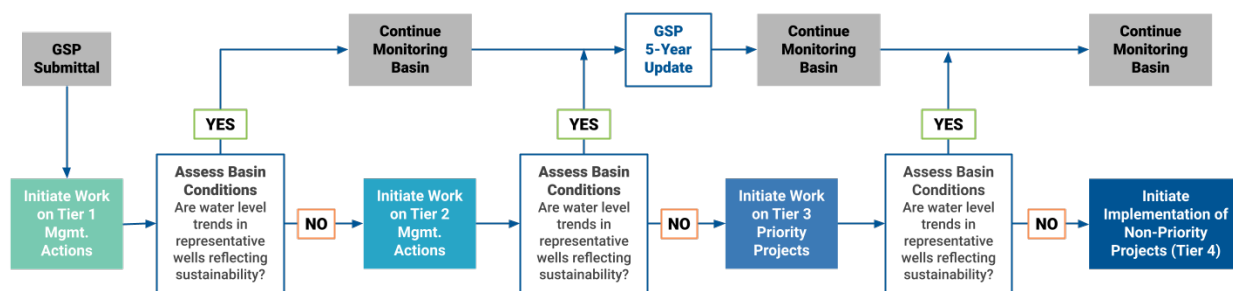 GSP
Submittal
Continue
Monitoring
Basin
GSP
5-Year
Update
Continue
Monitoring
Basin
Continue
Monitoring
Basin
YES
YES
YES
Initiate Work
on Tier 1
Mgmt.
Actions
Assess Basin
Conditions
Are water level
trends in
representative
wells reflecting
sustainability?
NO
Initiate Work
on Tier 2
Mgmt.
Actions
Assess Basin
Conditions
Are water level
trends in
representative
wells reflecting
sustainability?
NO
Initiate Work
on Tier 3
Priority
Projects
Assess Basin
Conditions
Are water level
trends in
representative
wells reflecting
sustainability?
NO
Initiate
Implementation of
Non-Priority
Projects (Tier 4)